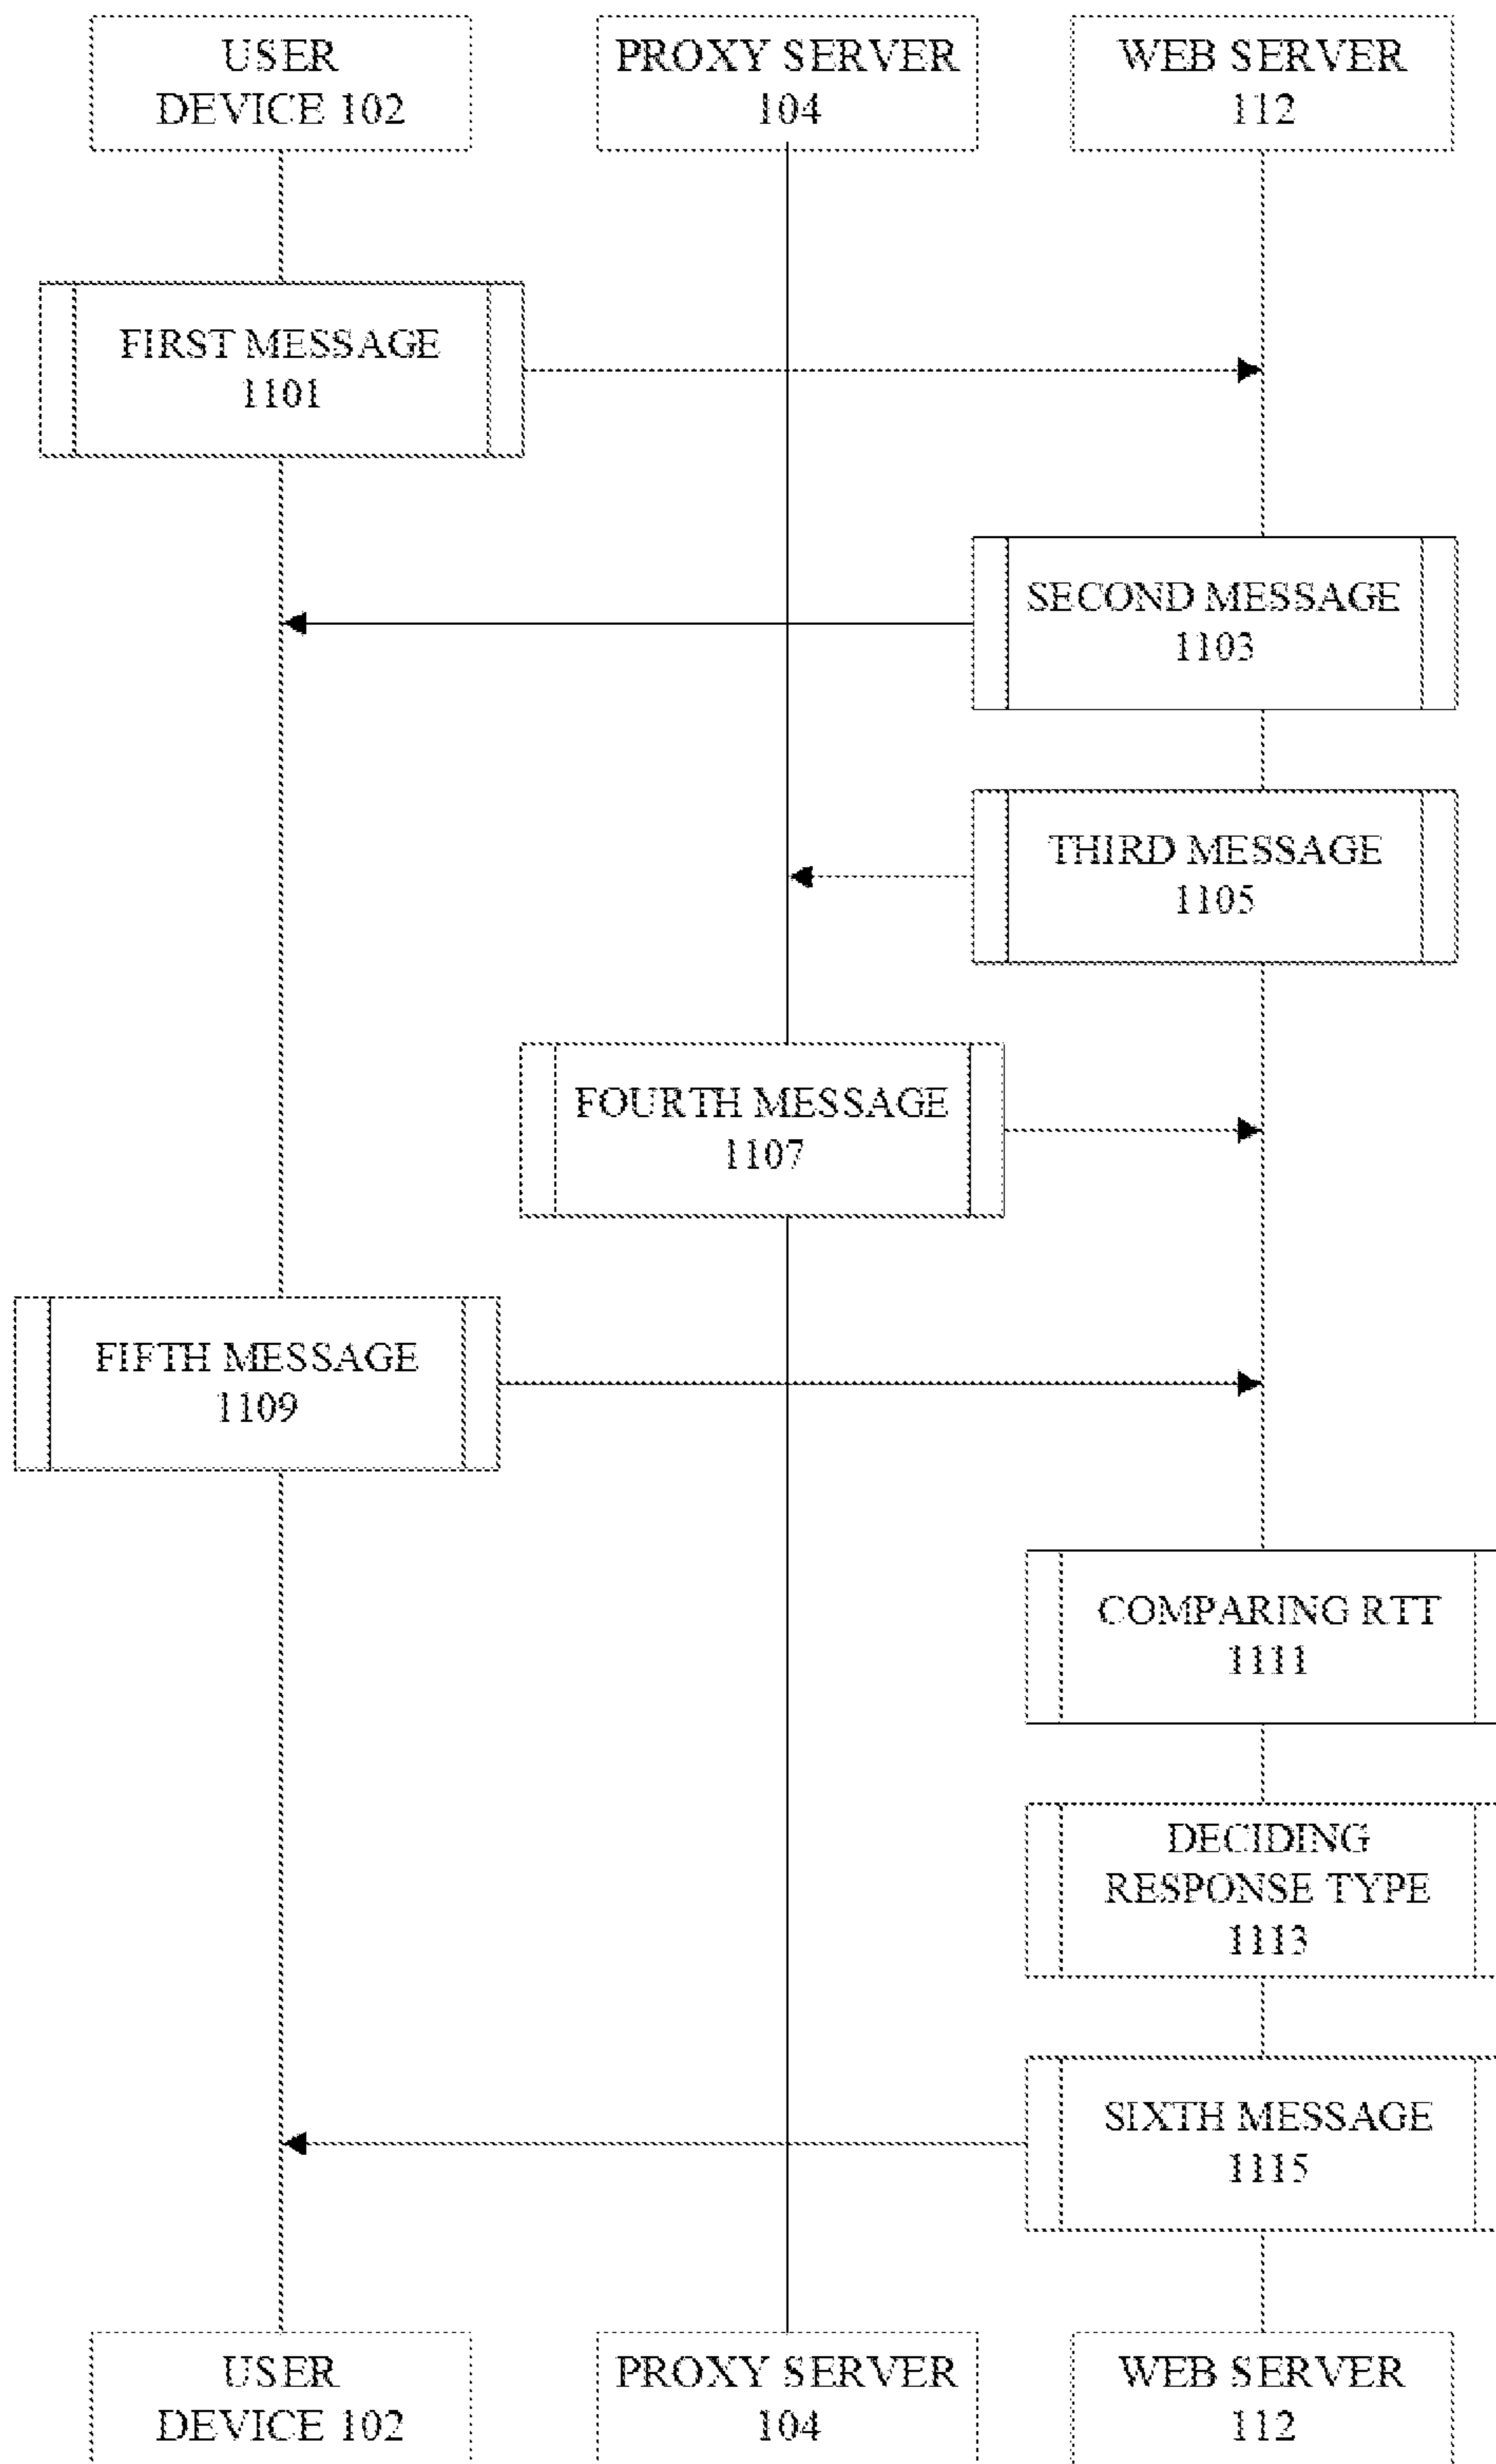 USER
DEVICE 102
PROXY SERVER
104
WEB SERVER
112
FIRST MESSAGE
1101
SECOND MESSAGE
1103
THIRD MESSAGE
1105
FOURTH MESSAGE
1107
FIFTH MESSAGE
1109
COMPARING RTT
1111
DECIDING
RESPONSE TYPE
1113
SIXTH MESSAGE
1115
USER
DEVICE 102
PROXY SERVER
104
WEB SERVER
112